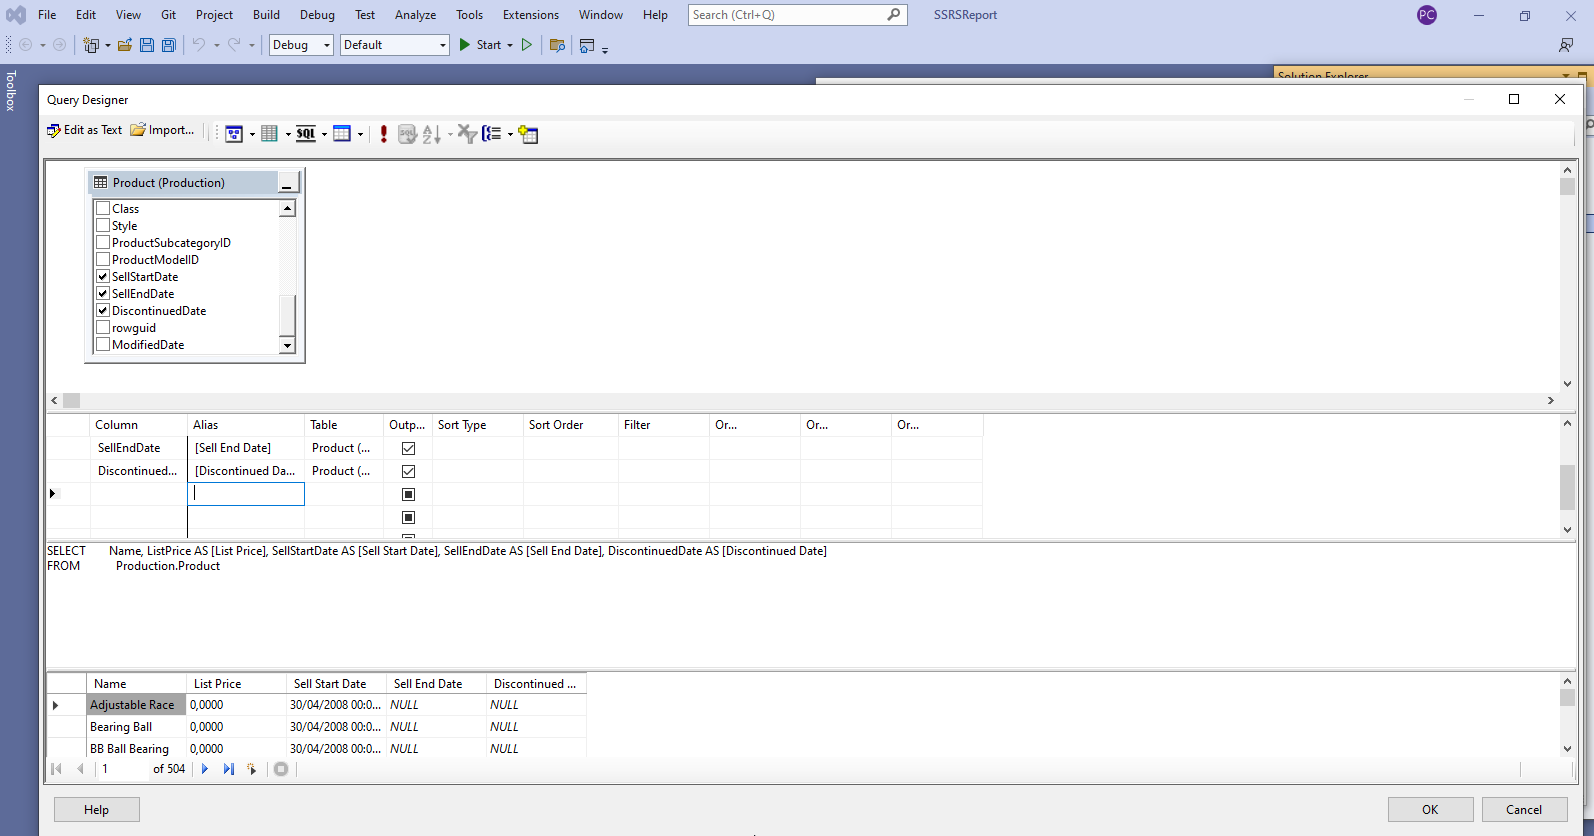 File Edit View Git Project Build Debug Test Analyze Tools Extensions Window Help Search (Ctrl+Q) SSRSReport PC
Debug Default Start
Toolbox
Solution Explorer
Query Designer
Edit as Text Import... SQL
Product (Production)
Class
Style
ProductSubcategoryID
ProductModelID
SellStartDate
SellEndDate
DiscontinuedDate
rowguid
ModifiedDate
Column Alias Table Outp... Sort Type Sort Order Filter Or... Or... Or...
SellEndDate [Sell End Date] Product (...
Discontinued... [Discontinued Da... Product (...
SELECT Name, ListPrice AS [List Price], SellStartDate AS [Sell Start Date], SellEndDate AS [Sell End Date], DiscontinuedDate AS [Discontinued Date]
FROM Production.Product
Name List Price Sell Start Date Sell End Date Discontinued ...
Adjustable Race 0,0000 30/04/2008 00:0... NULL NULL
Bearing Ball 0,0000 30/04/2008 00:0... NULL NULL
BB Ball Bearing 0,0000 30/04/2008 00:0... NULL NULL
1 of 504
Help OK Cancel